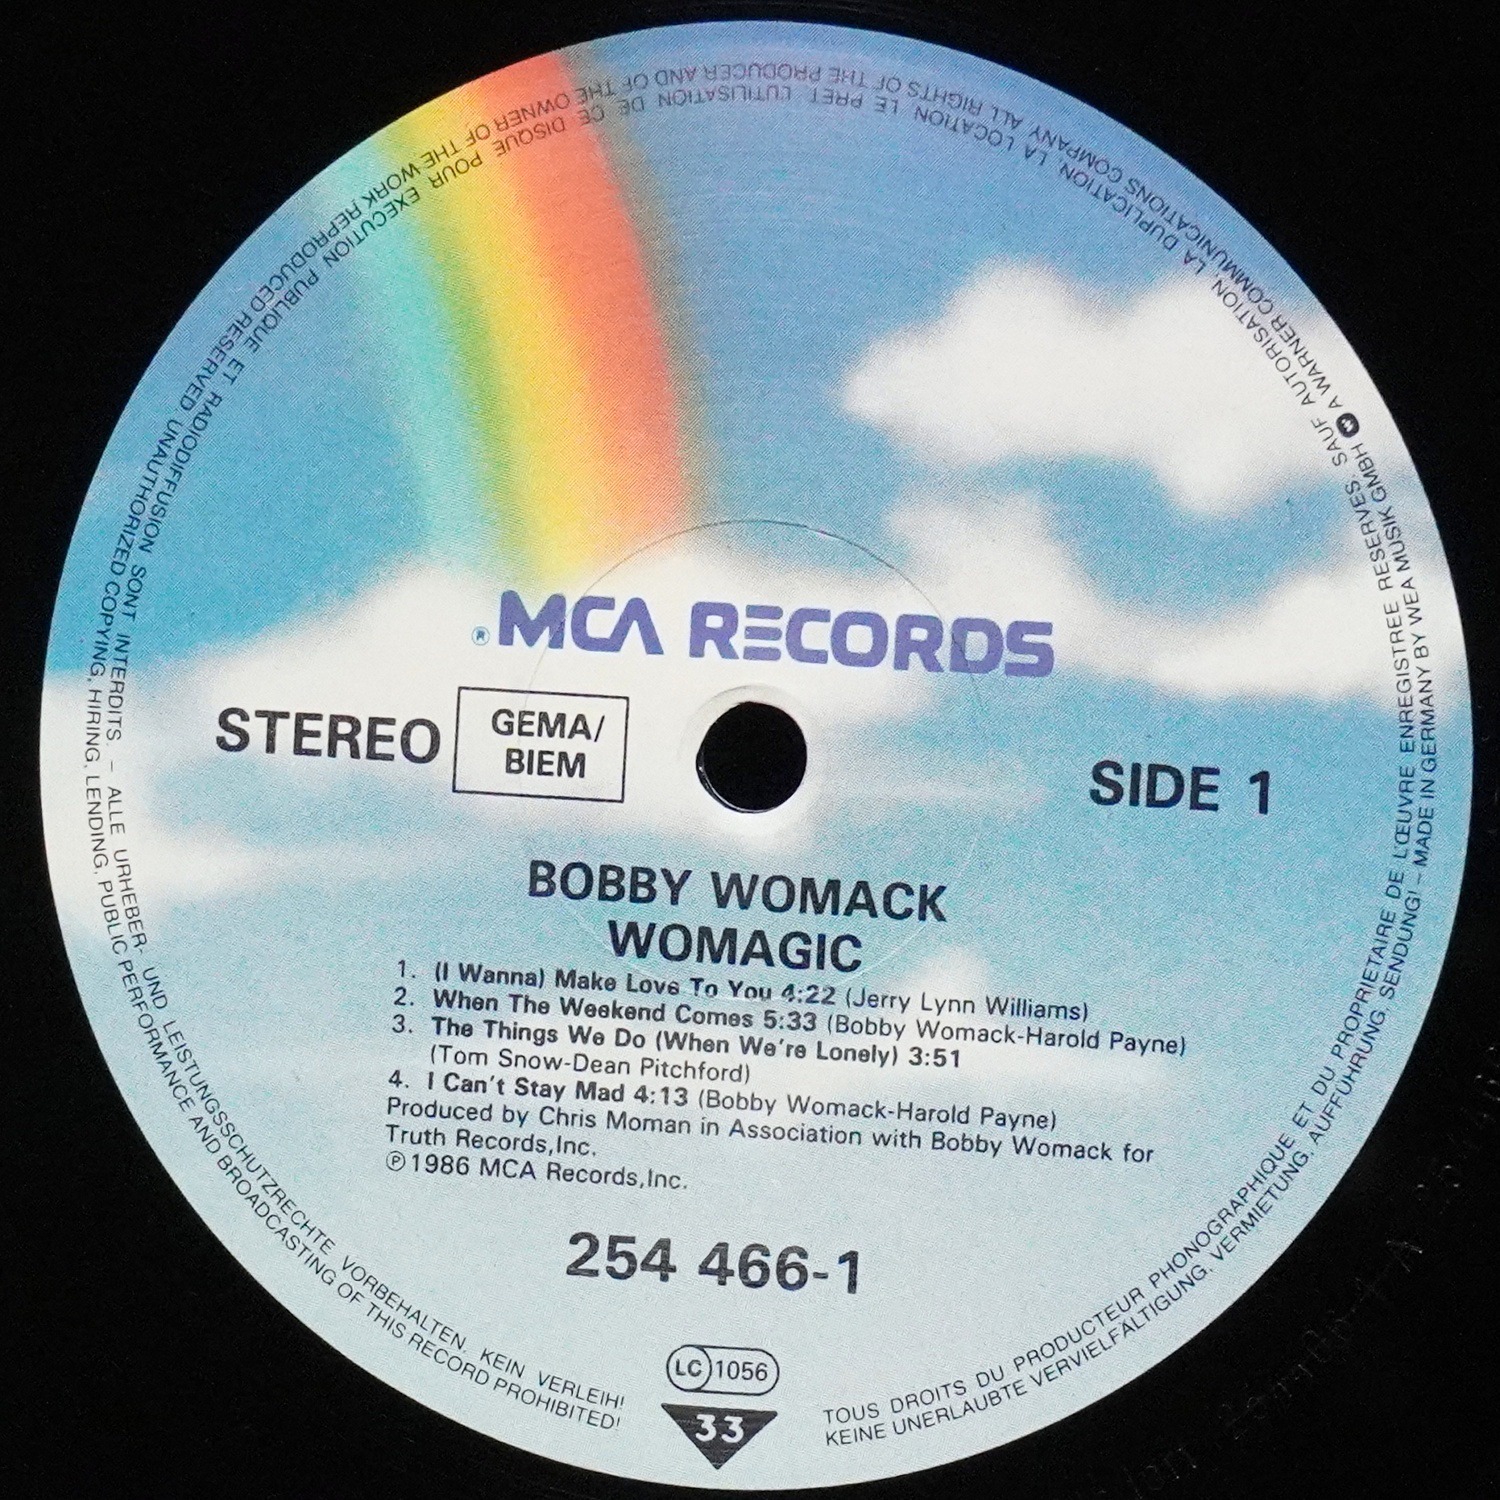 ® MCA RECORDS
STEREO
GEMA/
BIEM
SIDE 1
BOBBY WOMACK
WOMAGIC
1. (I Wanna) Make Love To You 4:22 (Jerry Lynn Williams)
2. When The Weekend Comes 5:33 (Bobby Womack-Harold Payne)
3. The Things We Do (When We're Lonely) 3:51
(Tom Snow-Dean Pitchford)
4. I Can't Stay Mad 4:13 (Bobby Womack-Harold Payne)
Produced by Chris Moman in Association with Bobby Womack for
Truth Records,Inc.
℗1986 MCA Records,Inc.
254 466-1
LC 1056
33
TOUS DROITS DU PRODUCTEUR PHONOGRAPHIQUE ET DU PROPRIETAIRE DE L'ŒUVRE ENREGISTREE RESERVES. SAUF AUTORISATION, LA DUPLICATION, LA LOCATION, LE PRET, L'UTILISATION DE CE DISQUE POUR EXECUTION PUBLIQUE ET RADIODIFFUSION SONT INTERDITS. – ALLE URHEBER- UND LEISTUNGSSCHUTZRECHTE VORBEHALTEN. KEIN VERLEIH!
KEINE UNERLAUBTE VERVIELFÄLTIGUNG, VERMIETUNG, AUFFÜHRUNG, SENDUNG! – MADE IN GERMANY BY WEA MUSIK GMBH A WARNER COMMUNICATIONS COMPANY ALL RIGHTS OF THE PRODUCER AND OF THE OWNER OF THE WORK REPRODUCED RESERVED UNAUTHORIZED COPYING, HIRING, LENDING, PUBLIC PERFORMANCE AND BROADCASTING OF THIS RECORD PROHIBITED!